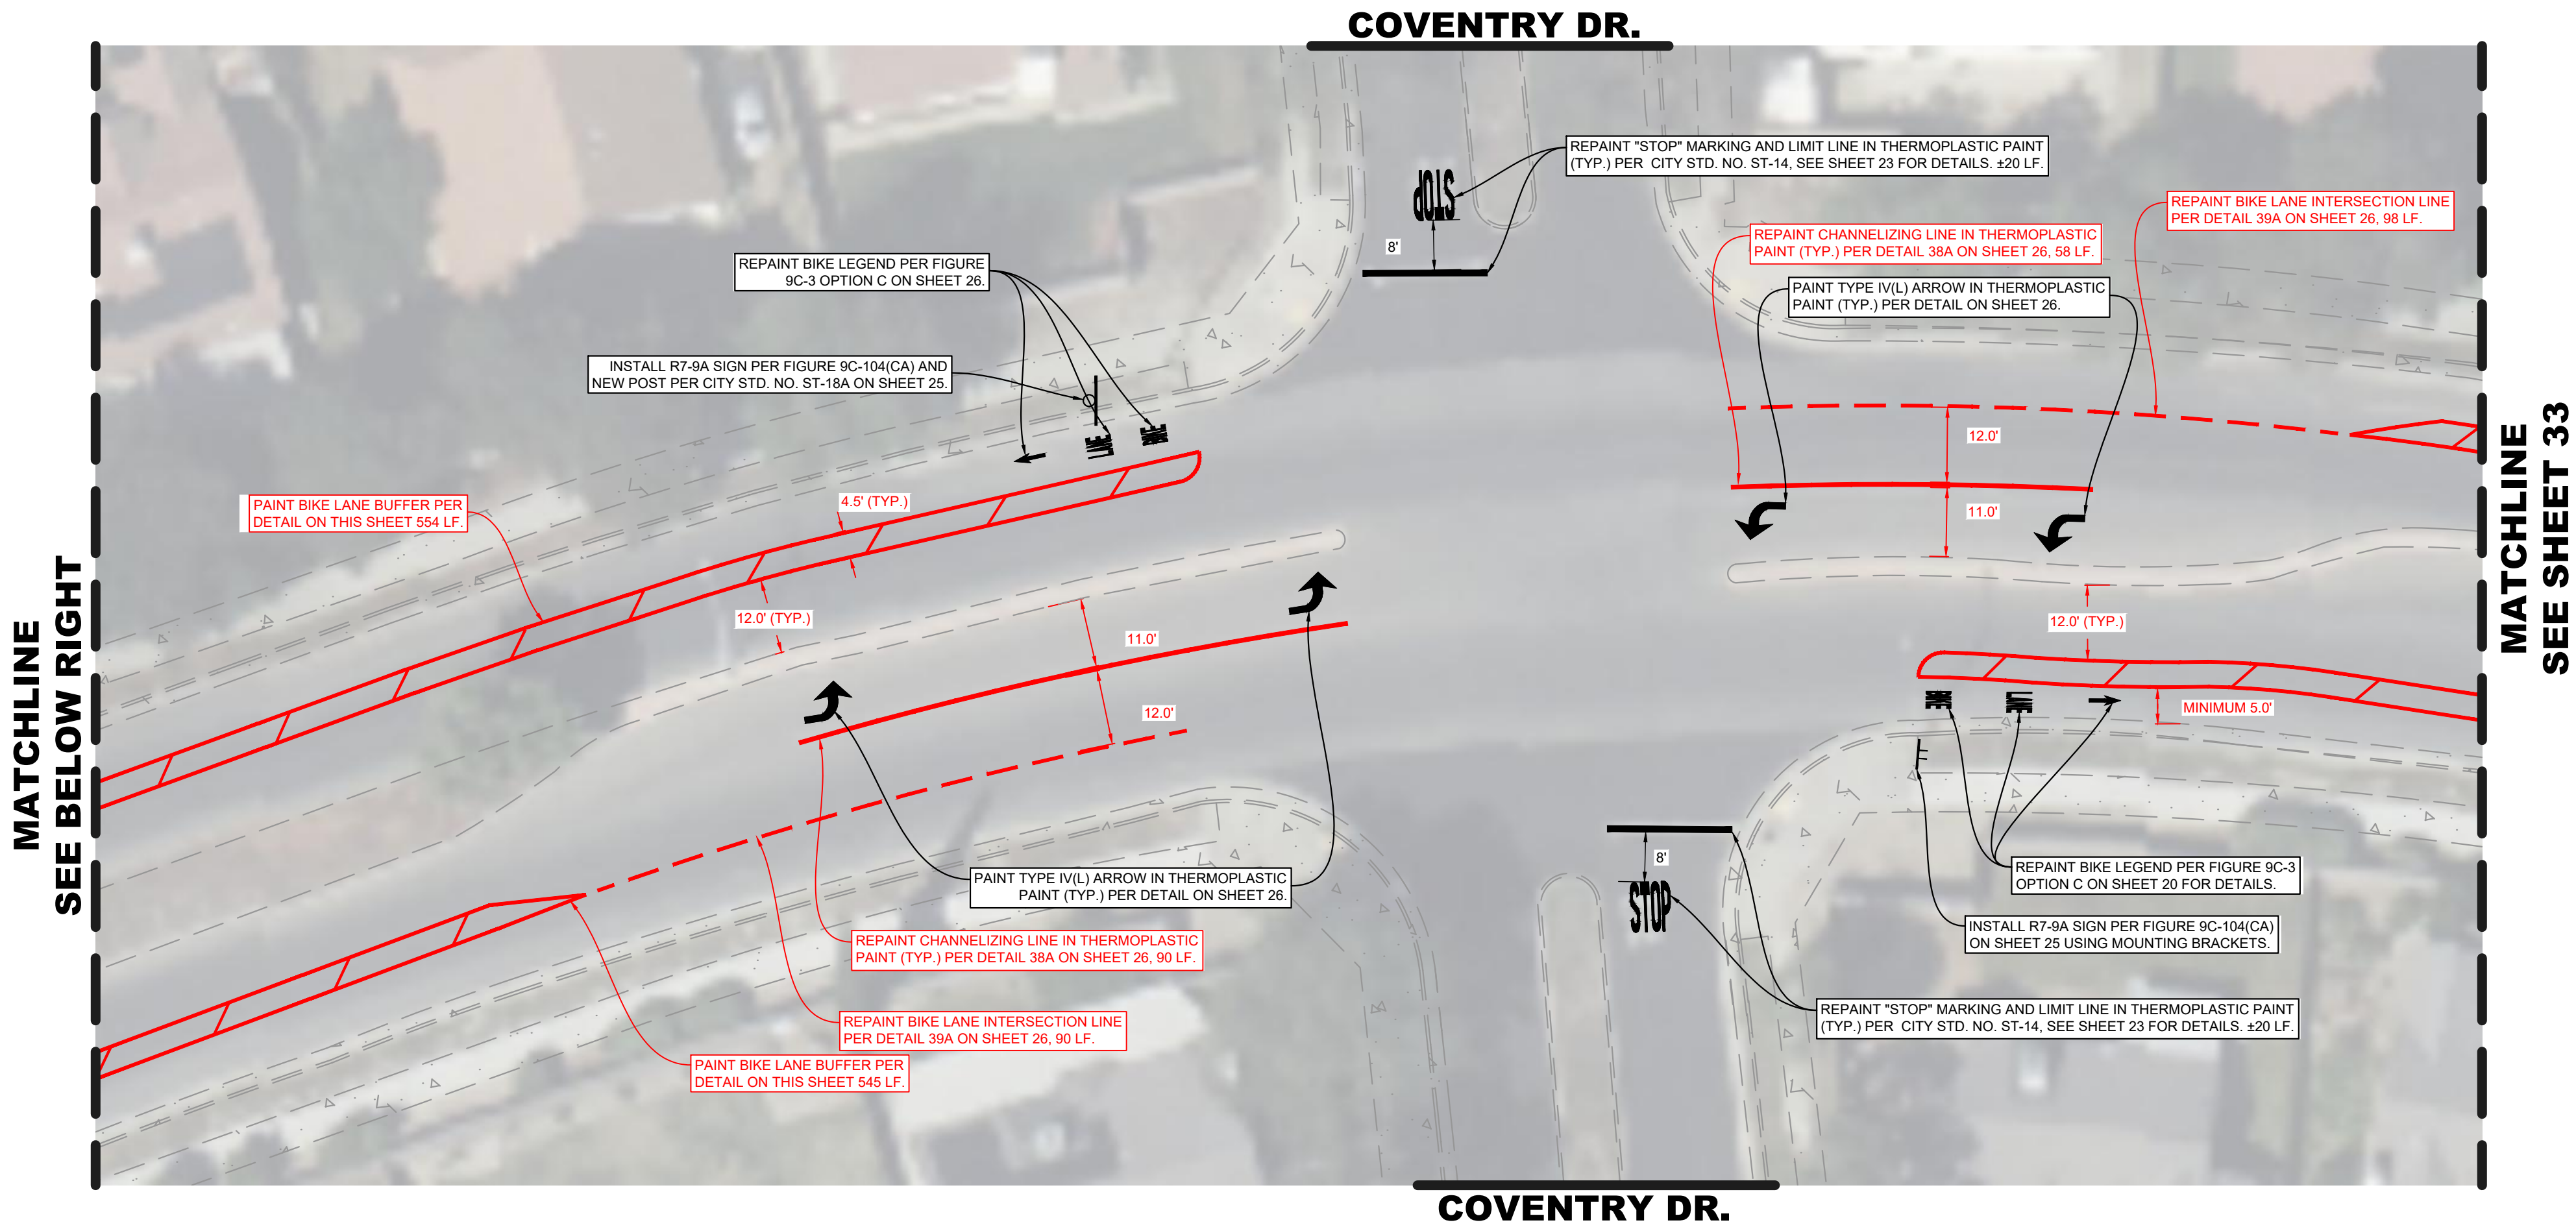 COVENTRY DR.
REPAINT "STOP" MARKING AND LIMIT LINE IN THERMOPLASTIC PAINT
(TYP.) PER CITY STD. NO. ST-14, SEE SHEET 23 FOR DETAILS. ±20 LF.
STOP
8'
REPAINT BIKE LANE INTERSECTION LINE
PER DETAIL 39A ON SHEET 26, 98 LF.
REPAINT CHANNELIZING LINE IN THERMOPLASTIC
PAINT (TYP.) PER DETAIL 38A ON SHEET 26, 58 LF.
REPAINT BIKE LEGEND PER FIGURE
9C-3 OPTION C ON SHEET 26.
PAINT TYPE IV(L) ARROW IN THERMOPLASTIC
PAINT (TYP.) PER DETAIL ON SHEET 26.
INSTALL R7-9A SIGN PER FIGURE 9C-104(CA) AND
NEW POST PER CITY STD. NO. ST-18A ON SHEET 25.
LANE
BIKE
12.0'
4.5' (TYP.)
PAINT BIKE LANE BUFFER PER
DETAIL ON THIS SHEET 554 LF.
11.0'
MATCHLINE
SEE SHEET 33
12.0' (TYP.)
11.0'
12.0' (TYP.)
MATCHLINE
SEE BELOW RIGHT
12.0'
BIKE
LANE
MINIMUM 5.0'
8'
STOP
REPAINT BIKE LEGEND PER FIGURE 9C-3
OPTION C ON SHEET 20 FOR DETAILS.
PAINT TYPE IV(L) ARROW IN THERMOPLASTIC
PAINT (TYP.) PER DETAIL ON SHEET 26.
INSTALL R7-9A SIGN PER FIGURE 9C-104(CA)
ON SHEET 25 USING MOUNTING BRACKETS.
REPAINT CHANNELIZING LINE IN THERMOPLASTIC
PAINT (TYP.) PER DETAIL 38A ON SHEET 26, 90 LF.
REPAINT "STOP" MARKING AND LIMIT LINE IN THERMOPLASTIC PAINT
(TYP.) PER CITY STD. NO. ST-14, SEE SHEET 23 FOR DETAILS. ±20 LF.
REPAINT BIKE LANE INTERSECTION LINE
PER DETAIL 39A ON SHEET 26, 90 LF.
PAINT BIKE LANE BUFFER PER
DETAIL ON THIS SHEET 545 LF.
COVENTRY DR.